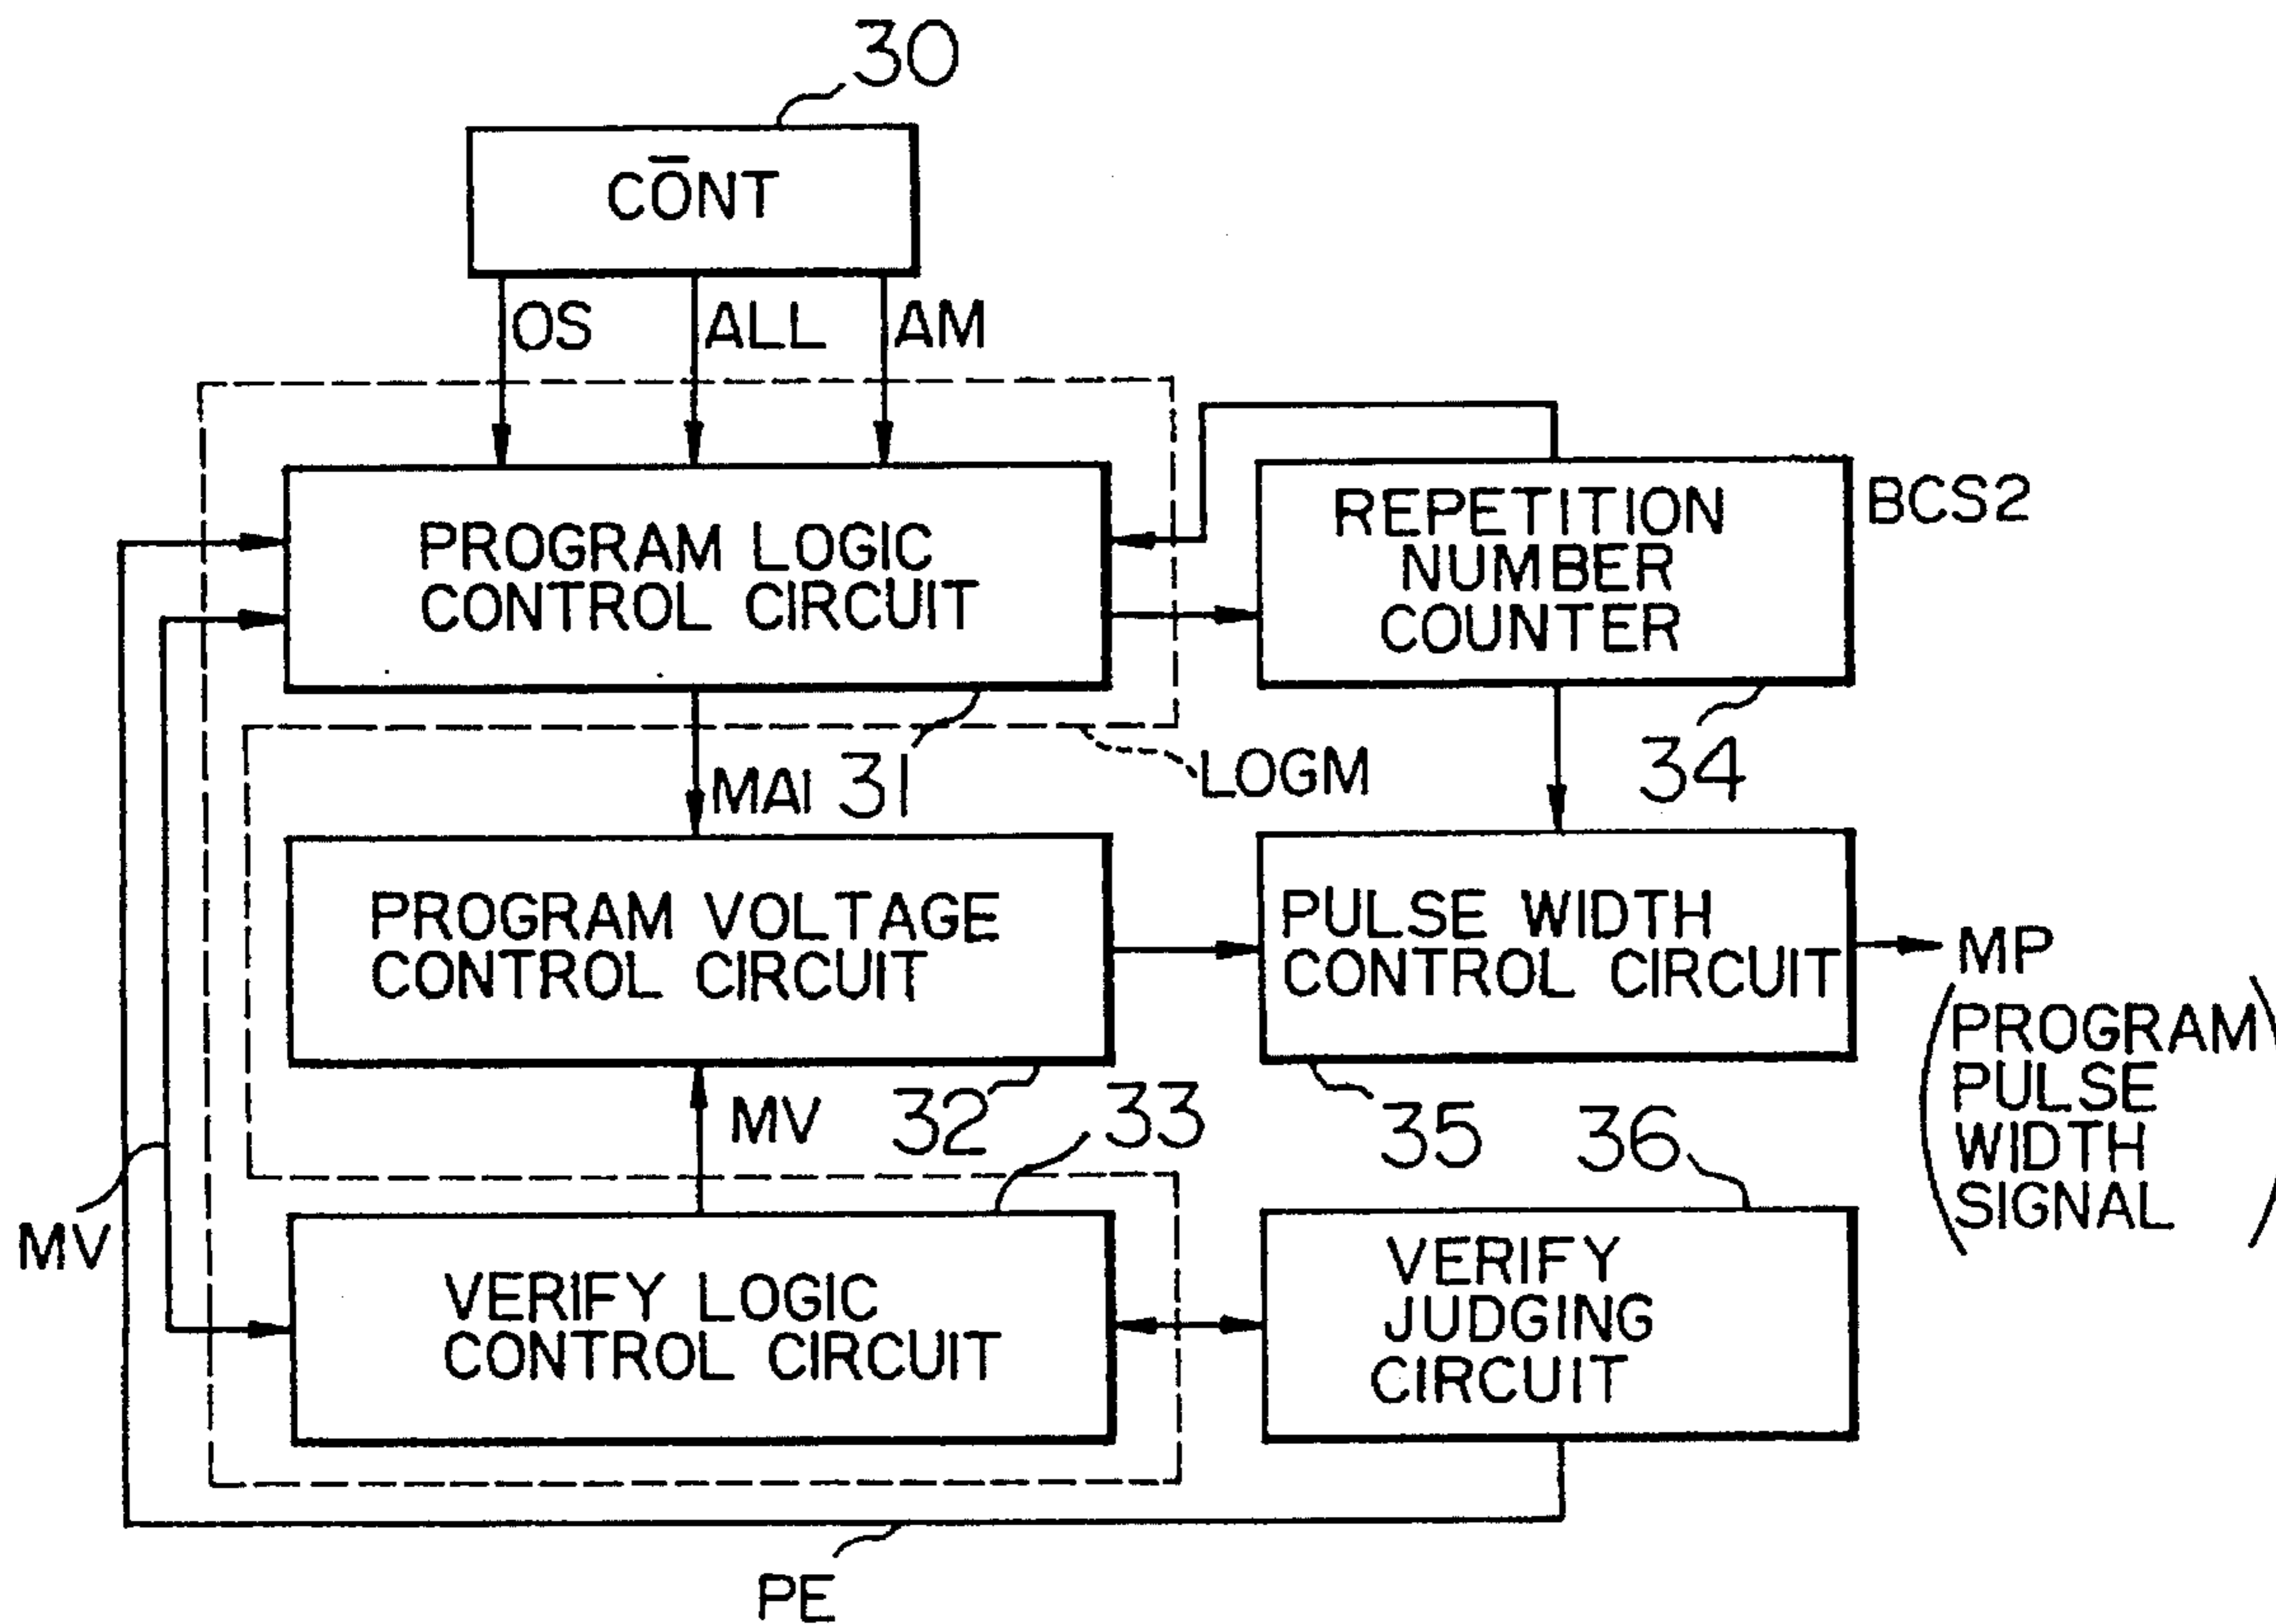 30
CŌNT
OS
ALL
AM
PROGRAM LOGIC
CONTROL CIRCUIT
REPETITION
NUMBER
COUNTER
BCS2
MAI
31
LOGM
34
PROGRAM VOLTAGE
CONTROL CIRCUIT
PULSE WIDTH
CONTROL CIRCUIT
MP
(PROGRAM
PULSE
WIDTH
SIGNAL)
MV
32
33
35
36
MV
VERIFY LOGIC
CONTROL CIRCUIT
VERIFY
JUDGING
CIRCUIT
PE